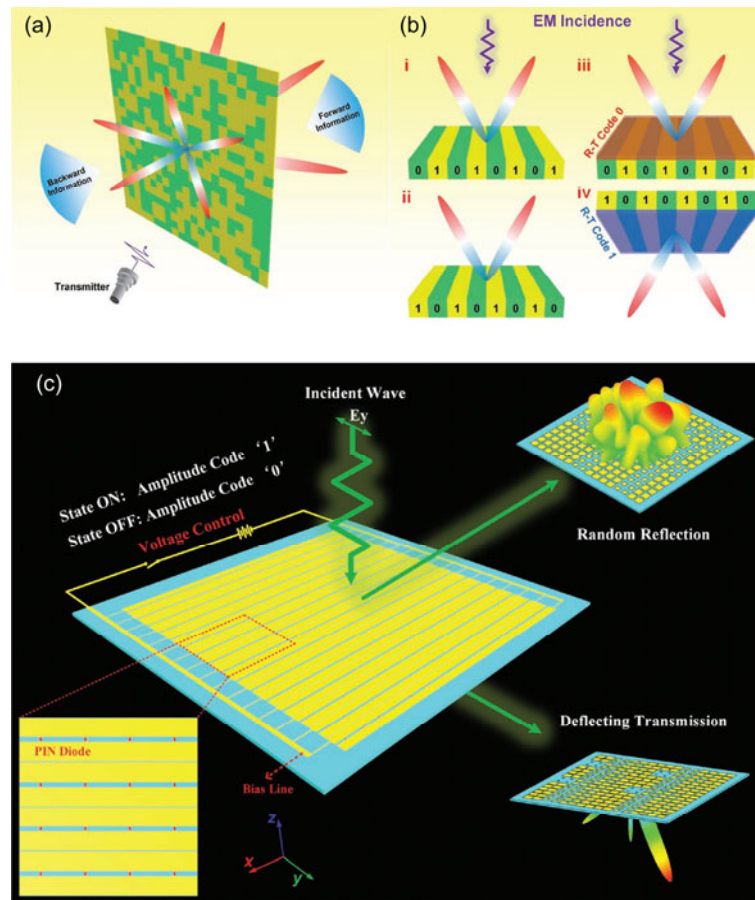 (a)
Forward
Information
Backward
Information
Transmitter
(b)
EM Incidence
i
0 1 0 1 0 1 0 1
ii
1 0 1 0 1 0 1 0
iii
R-T Code 0
0 1 0 1 0 1 0 1
iv
1 0 1 0 1 0 1 0
R-T Code 1
(c)
Incident Wave
Ey
State ON: Amplitude Code '1'
State OFF: Amplitude Code '0'
Voltage Control
Random Reflection
Deflecting Transmission
PIN Diode
Bias Line
z
x
y